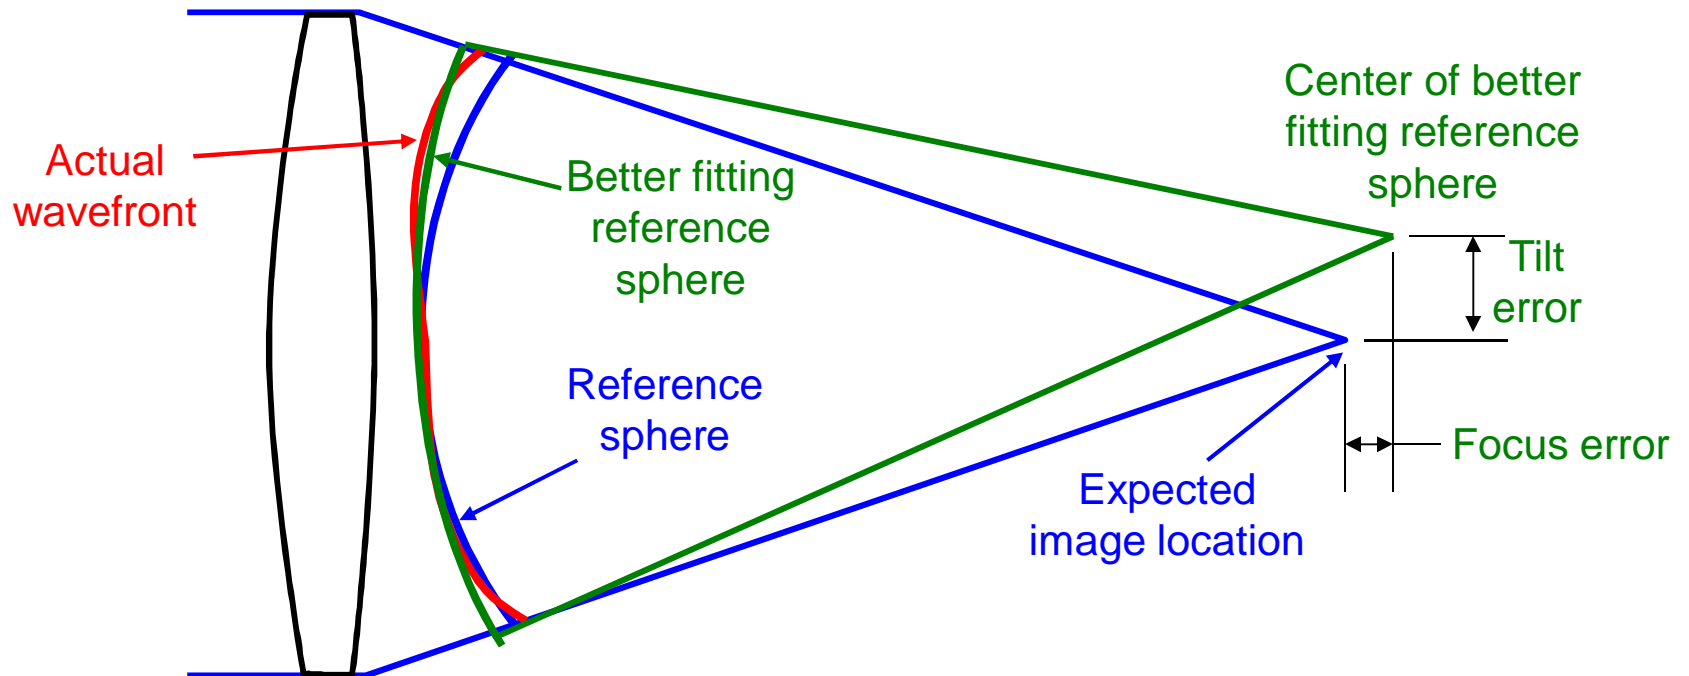 Center of better
fitting reference
sphere
Actual
wavefront
Better fitting
reference
sphere
Tilt
error
Reference
sphere
Focus error
Expected
image location